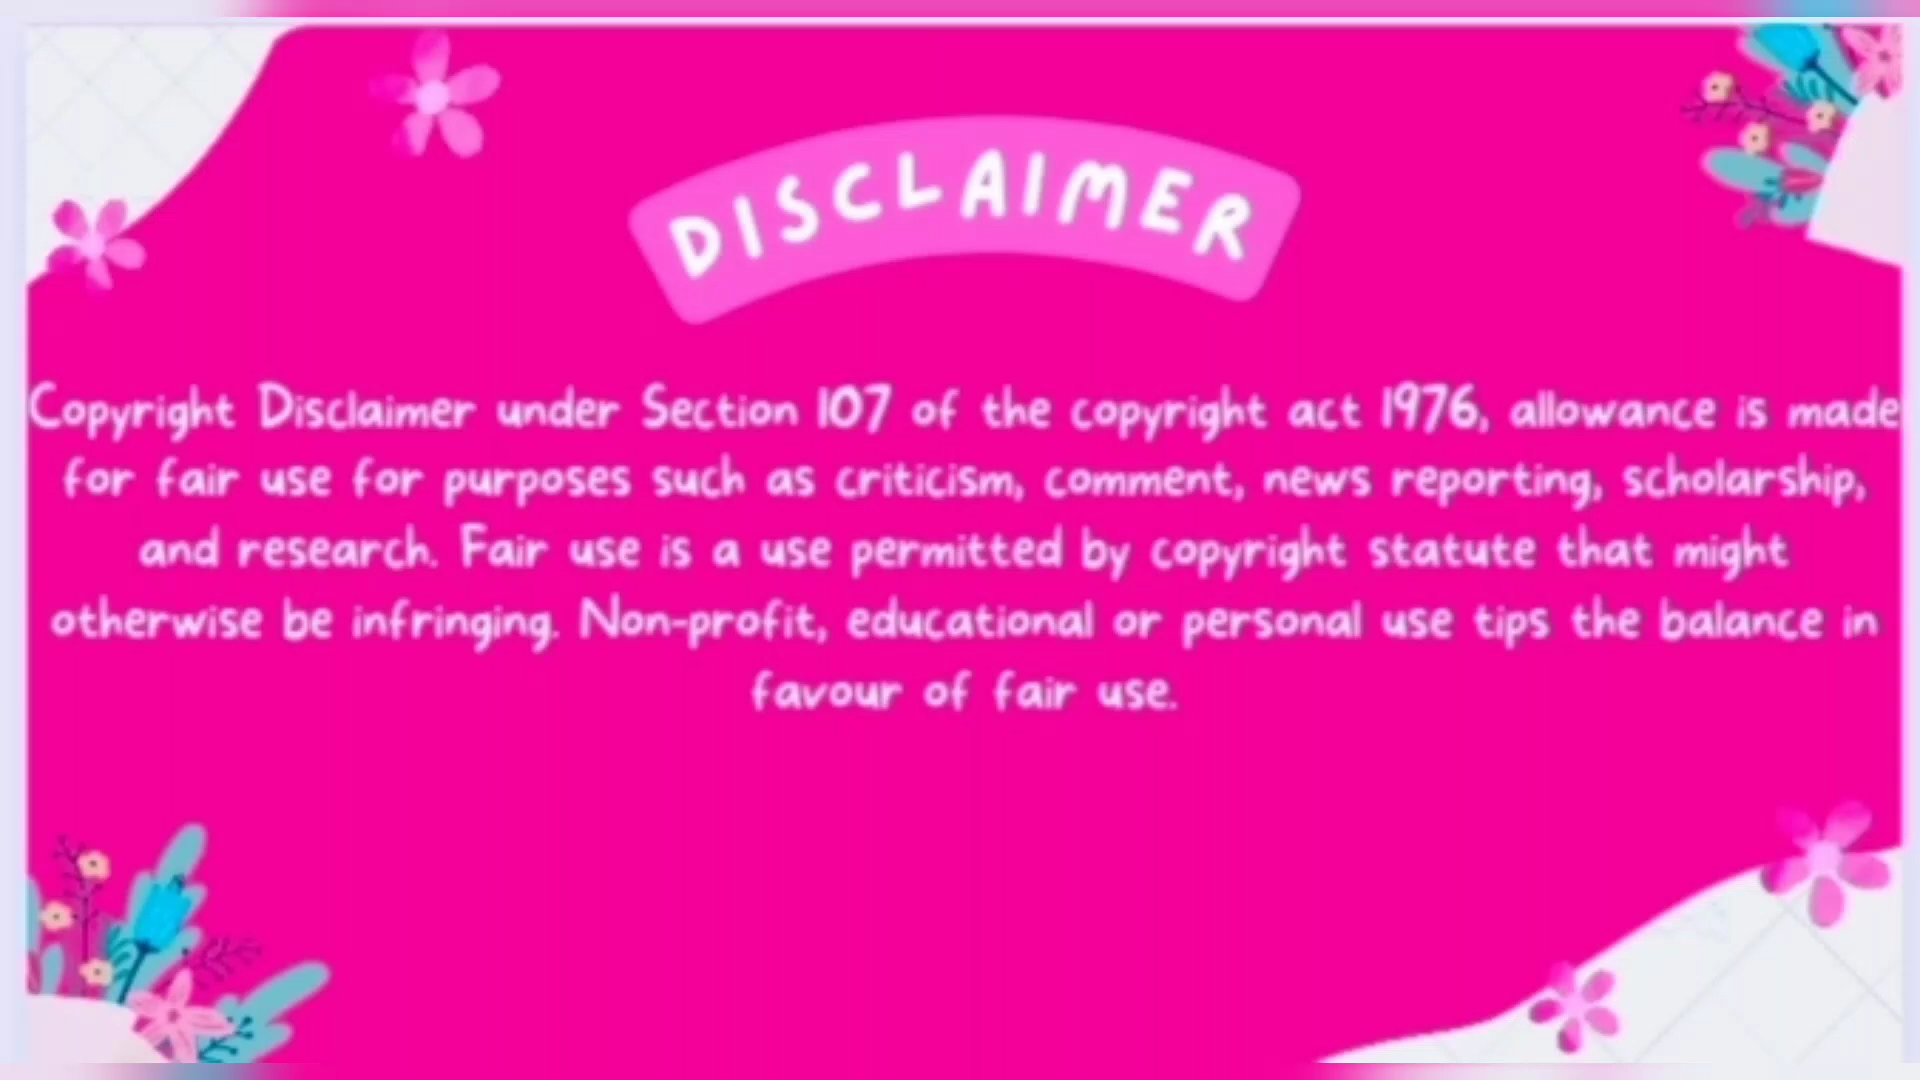 DISCLAIMER
Copyright Disclaimer under Section 107 of the copyright act 1976, allowance is made
for fair use for purposes such as criticism, comment, news reporting, scholarship,
and research. Fair use is a use permitted by copyright statute that might
otherwise be infringing. Non-profit, educational or personal use tips the balance in
favour of fair use.